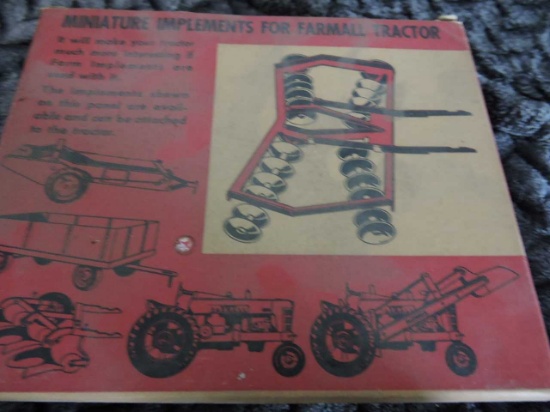 MINIATURE IMPLEMENTS FOR FARMALL TRACTOR
It will make your tractor
much more interesting if
Farm Implements are
used with it.
The implements shown
on this panel are avail-
able and can be attached
to the tractor.